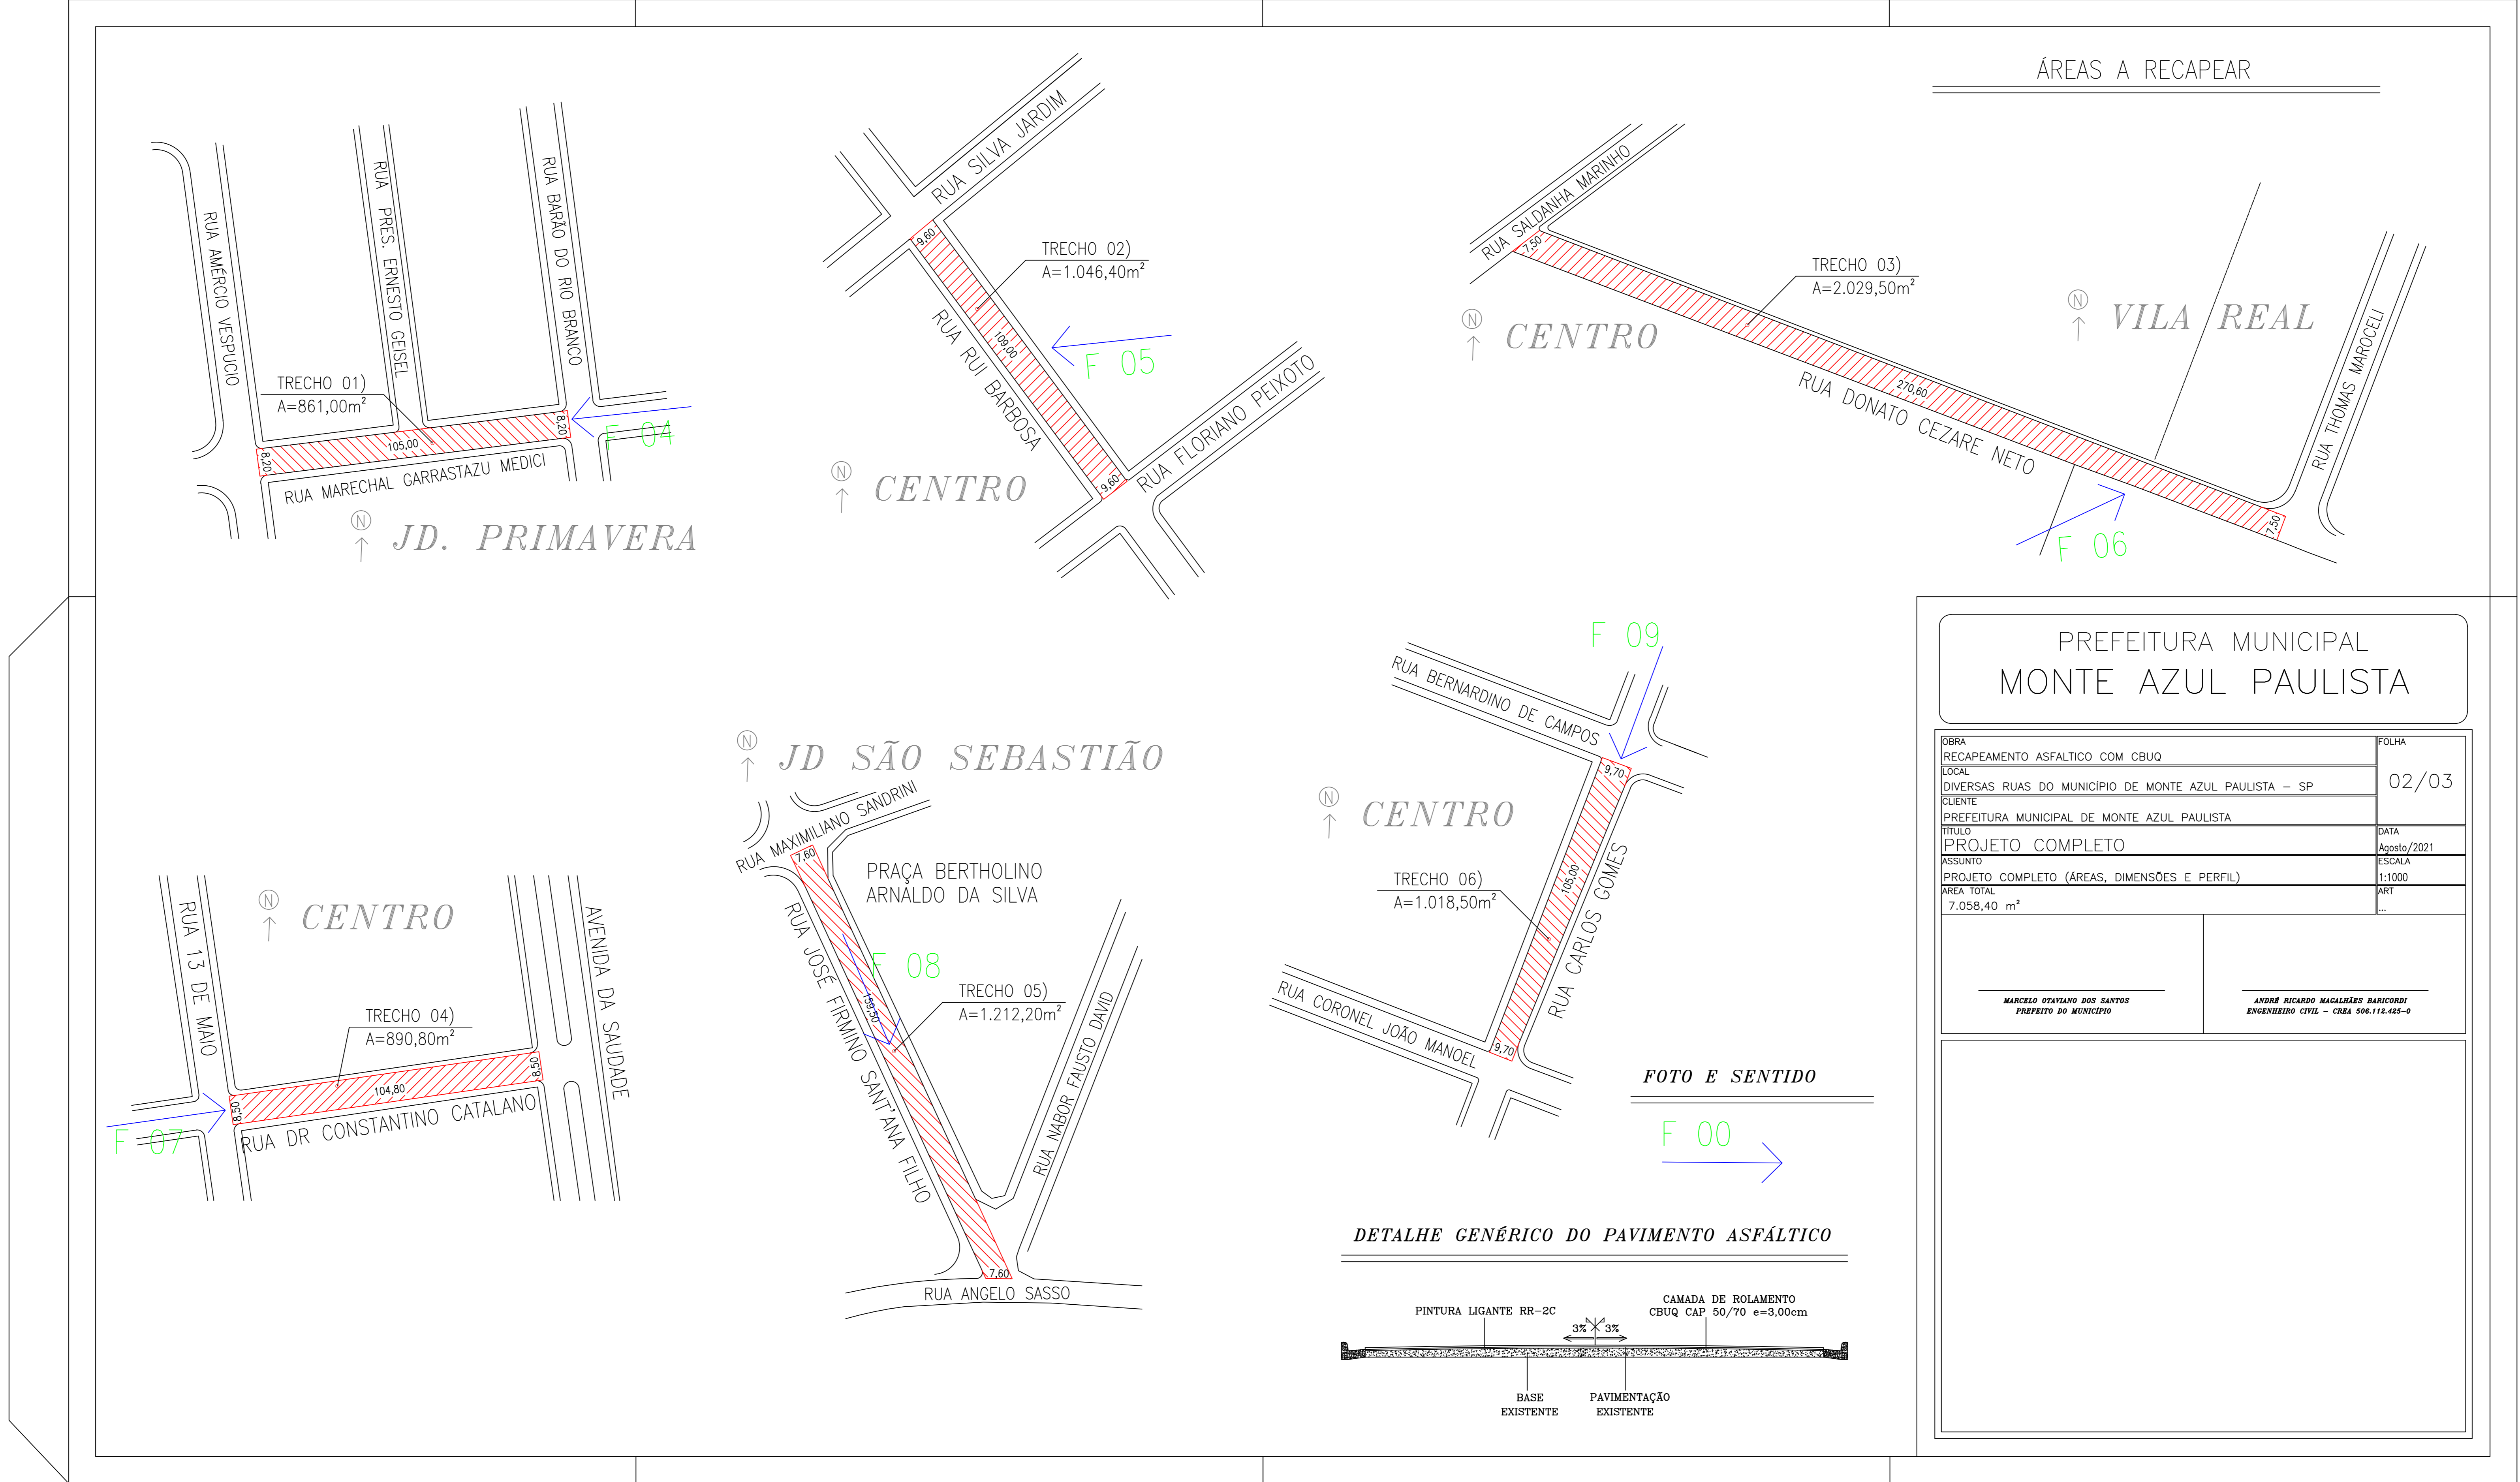 ÁREAS A RECAPEAR
RUA AMÉRCIO VESPUCIO
RUA PRES. ERNESTO GEISEL
RUA BARÃO DO RIO BRANCO
TRECHO 01)
A=861,00m²
8,20
105,00
8,20
F 04
RUA MARECHAL GARRASTAZU MEDICI
N
JD. PRIMAVERA
RUA SILVA JARDIM
9,60
TRECHO 02)
A=1.046,40m²
109,00
RUA RUI BARBOSA
F 05
RUA FLORIANO PEIXOTO
9,60
N
CENTRO
RUA SALDANHA MARINHO
7,50
TRECHO 03)
A=2.029,50m²
N
CENTRO
N
VILA REAL
270,60
RUA DONATO CEZARE NETO
RUA THOMAS MAROCELI
7,50
F 06
N
CENTRO
RUA 13 DE MAIO
AVENIDA DA SAUDADE
TRECHO 04)
A=890,80m²
8,50
104,80
8,50
F 07
RUA DR CONSTANTINO CATALANO
N
JD SÃO SEBASTIÃO
RUA MAXIMILIANO SANDRINI
7,60
PRAÇA BERTHOLINO
ARNALDO DA SILVA
RUA JOSÉ FIRMINO SANT'ANA FILHO
F 08
159,50
TRECHO 05)
A=1.212,20m²
RUA NABOR FAUSTO DAVID
7,60
RUA ANGELO SASSO
F 09
RUA BERNARDINO DE CAMPOS
9,70
N
CENTRO
TRECHO 06)
A=1.018,50m²
105,00
RUA CARLOS GOMES
RUA CORONEL JOÃO MANOEL
9,70
FOTO E SENTIDO
F 00
DETALHE GENÉRICO DO PAVIMENTO ASFÁLTICO
PINTURA LIGANTE RR-2C
CAMADA DE ROLAMENTO
CBUQ CAP 50/70 e=3,00cm
3% 3%
BASE
EXISTENTE
PAVIMENTAÇÃO
EXISTENTE
PREFEITURA MUNICIPAL
MONTE AZUL PAULISTA
OBRA
RECAPEAMENTO ASFALTICO COM CBUQ
FOLHA
02/03
LOCAL
DIVERSAS RUAS DO MUNICÍPIO DE MONTE AZUL PAULISTA - SP
CLIENTE
PREFEITURA MUNICIPAL DE MONTE AZUL PAULISTA
TÍTULO
PROJETO COMPLETO
DATA
Agosto/2021
ASSUNTO
PROJETO COMPLETO (ÁREAS, DIMENSÕES E PERFIL)
ESCALA
1:1000
AREA TOTAL
7.058,40 m²
ART
...
MARCELO OTAVIANO DOS SANTOS
PREFEITO DO MUNICÍPIO
ANDRÉ RICARDO MAGALHÃES BARICORDI
ENGENHEIRO CIVIL - CREA 506.112.425-0